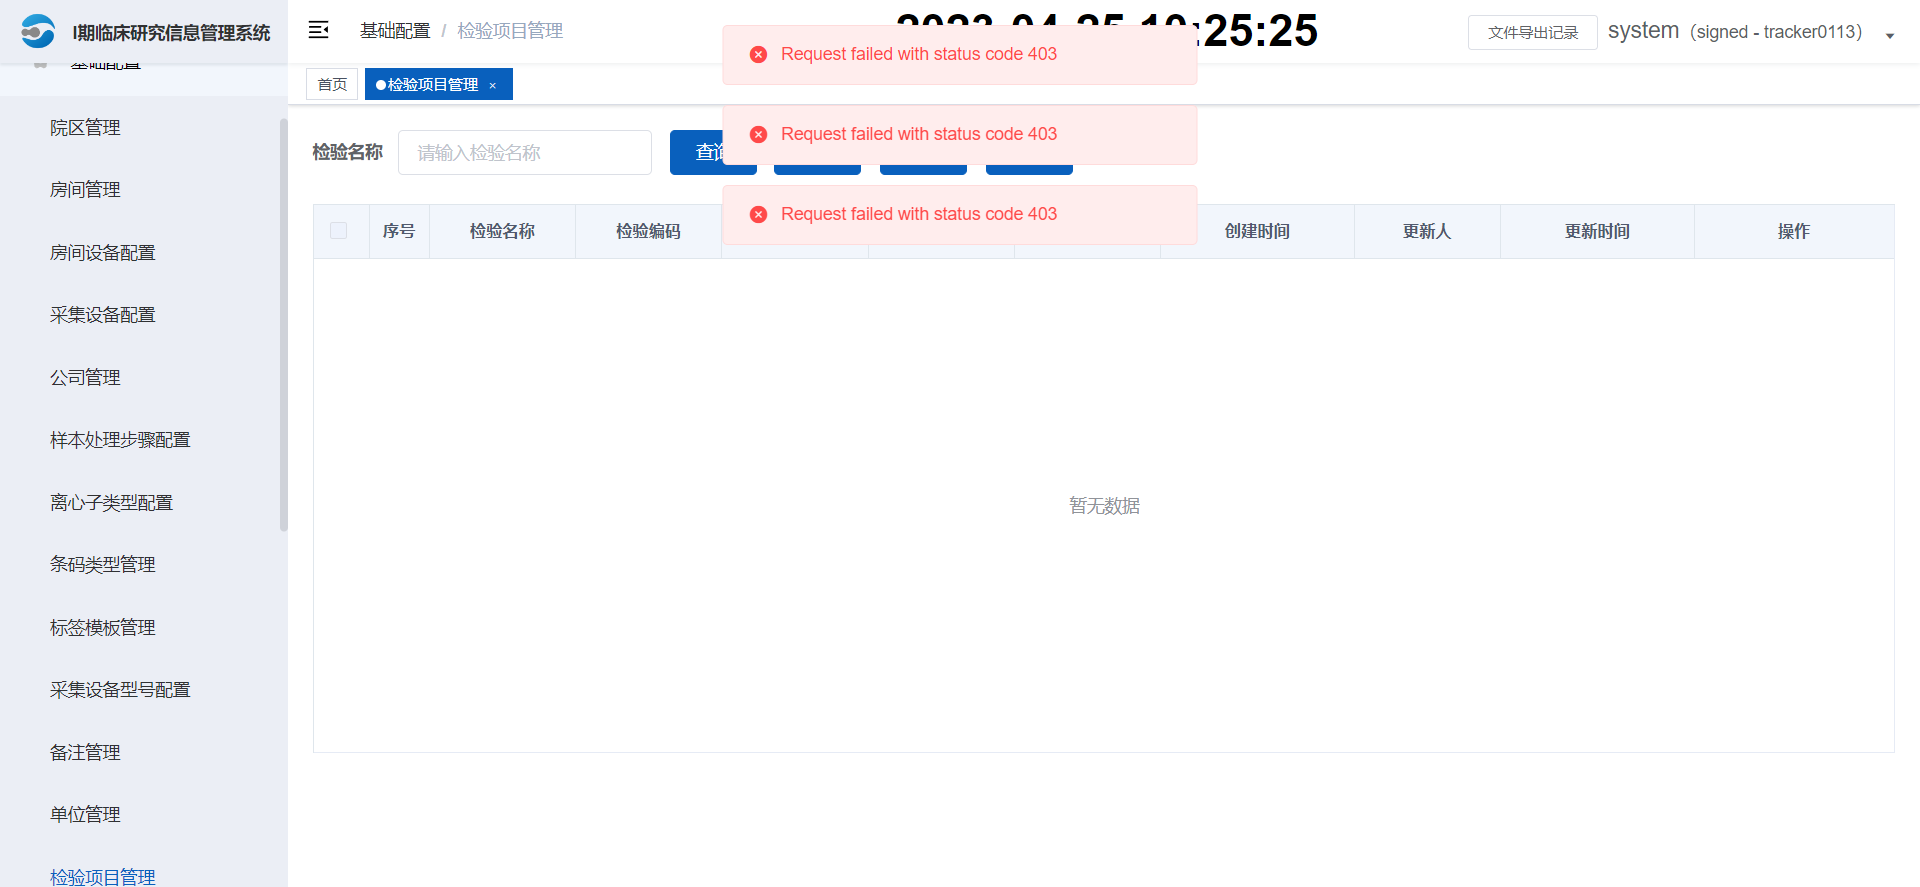 I期临床研究信息管理系统
基础配置 / 检验项目管理
:25:25
文件导出记录
system（signed - tracker0113）
Request failed with status code 403
基础配置
首页
检验项目管理 ×
院区管理
Request failed with status code 403
检验名称
请输入检验名称
查询
房间管理
Request failed with status code 403
序号
检验名称
检验编码
创建时间
更新人
更新时间
操作
房间设备配置
采集设备配置
公司管理
样本处理步骤配置
离心子类型配置
暂无数据
条码类型管理
标签模板管理
采集设备型号配置
备注管理
单位管理
检验项目管理